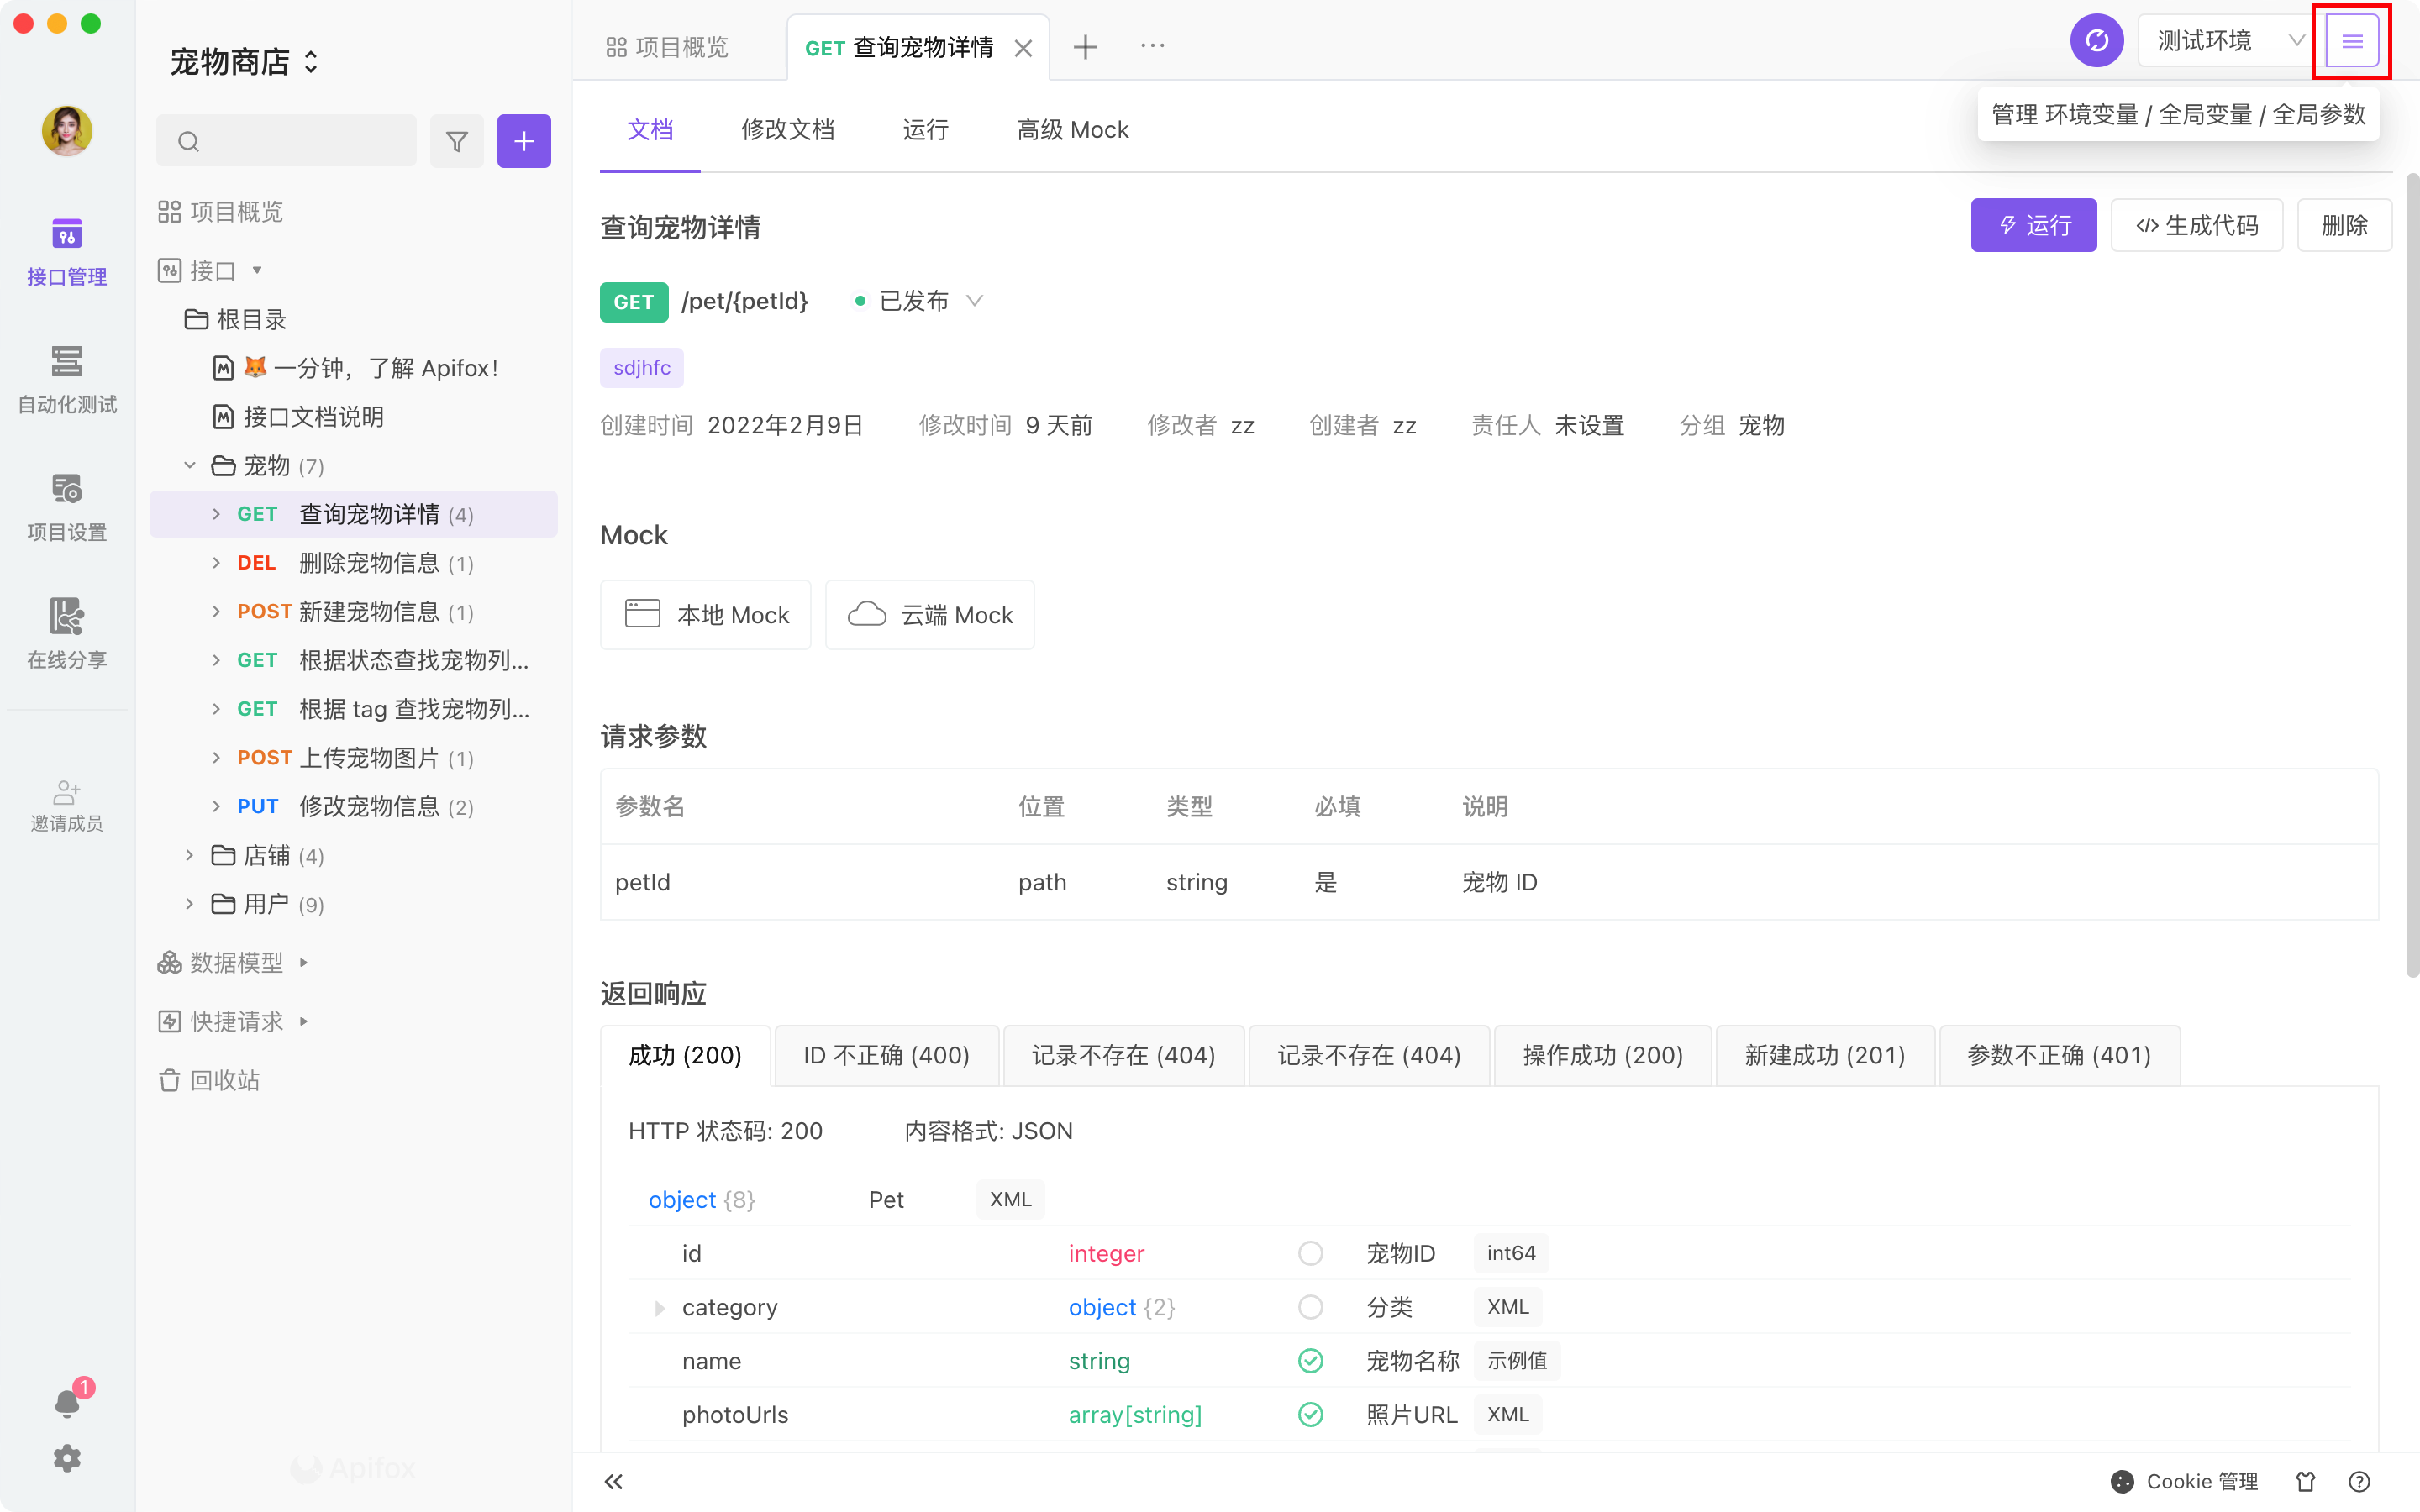 宠物商店
项目概览
GET 查询宠物详情
测试环境
管理 环境变量 / 全局变量 / 全局参数
接口管理
自动化测试
项目设置
在线分享
邀请成员
1
项目概览
接口
根目录
一分钟，了解 Apifox！
接口文档说明
宠物 (7)
GET 查询宠物详情 (4)
DEL 删除宠物信息 (1)
POST 新建宠物信息 (1)
GET 根据状态查找宠物列...
GET 根据 tag 查找宠物列...
POST 上传宠物图片 (1)
PUT 修改宠物信息 (2)
店铺 (4)
用户 (9)
数据模型
快捷请求
回收站
Apifox
文档 修改文档 运行 高级 Mock
查询宠物详情
运行 生成代码 删除
GET /pet/{petId} 已发布
sdjhfc
创建时间 2022年2月9日 修改时间 9 天前 修改者 zz 创建者 zz 责任人 未设置 分组 宠物
Mock
本地 Mock 云端 Mock
请求参数
参数名 位置 类型 必填 说明
petId path string 是 宠物 ID
返回响应
成功 (200) ID 不正确 (400) 记录不存在 (404) 记录不存在 (404) 操作成功 (200) 新建成功 (201) 参数不正确 (401)
HTTP 状态码: 200 内容格式: JSON
object {8} Pet XML
id integer 宠物ID int64
category object {2} 分类 XML
name string 宠物名称 示例值
photoUrls array[string] 照片URL XML
Cookie 管理